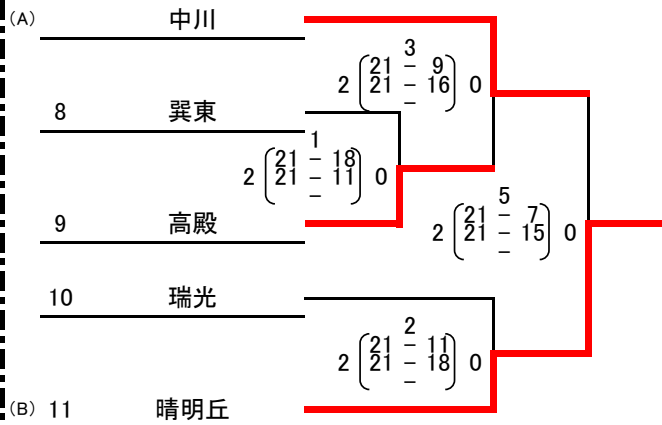 (A) 中川
3
21 − 9
2 21 − 16 0
−
8 巽東
1
21 − 18
2 21 − 11 0
−
5
21 − 7
2 21 − 15 0
−
9 高殿
10 瑞光
2
21 − 11
2 21 − 18 0
−
(B) 11 晴明丘